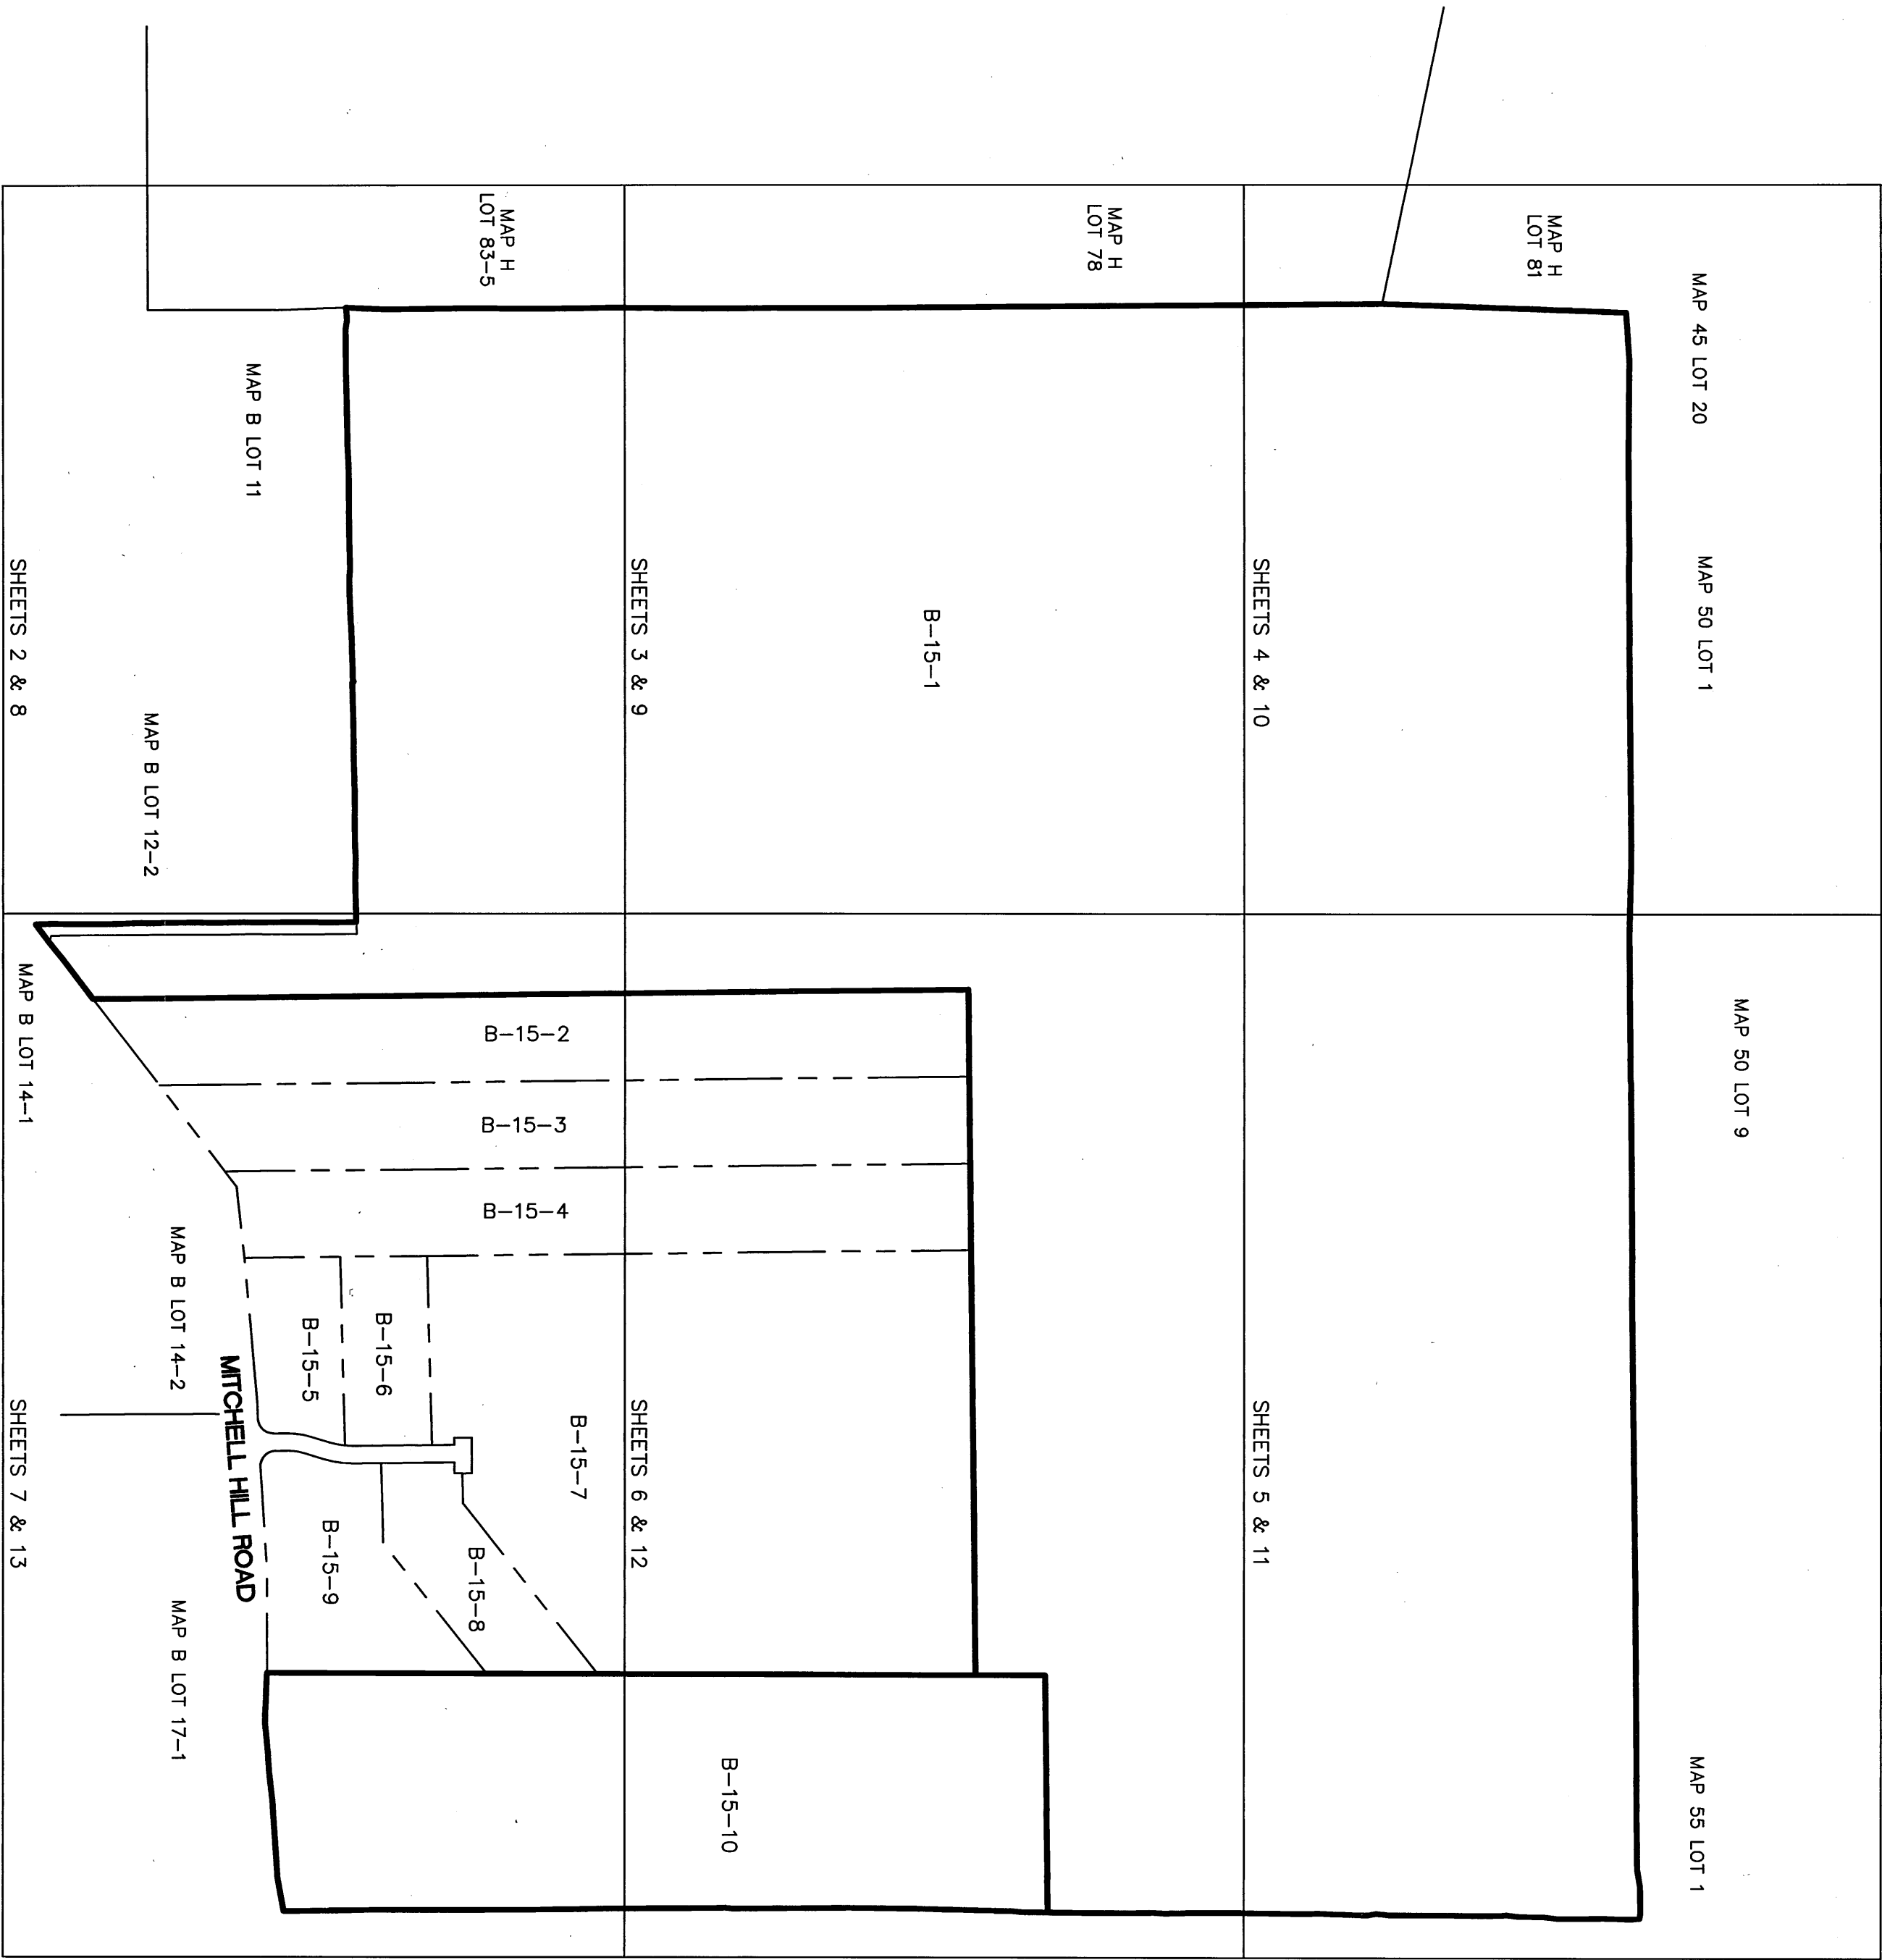 MAP 45 LOT 20
MAP 50 LOT 1
MAP 50 LOT 9
MAP 55 LOT 1
MAP H
LOT 81
SHEETS 4 & 10
SHEETS 5 & 11
MAP H
LOT 78
B-15-1
B-15-10
SHEETS 3 & 9
SHEETS 6 & 12
MAP H
LOT 83-5
B-15-2
B-15-3
B-15-4
B-15-7
B-15-8
B-15-6
B-15-5
B-15-9
MITCHELL HILL ROAD
MAP B LOT 11
MAP B LOT 12-2
MAP B LOT 14-2
MAP B LOT 17-1
MAP B LOT 14-1
SHEETS 2 & 8
SHEETS 7 & 13